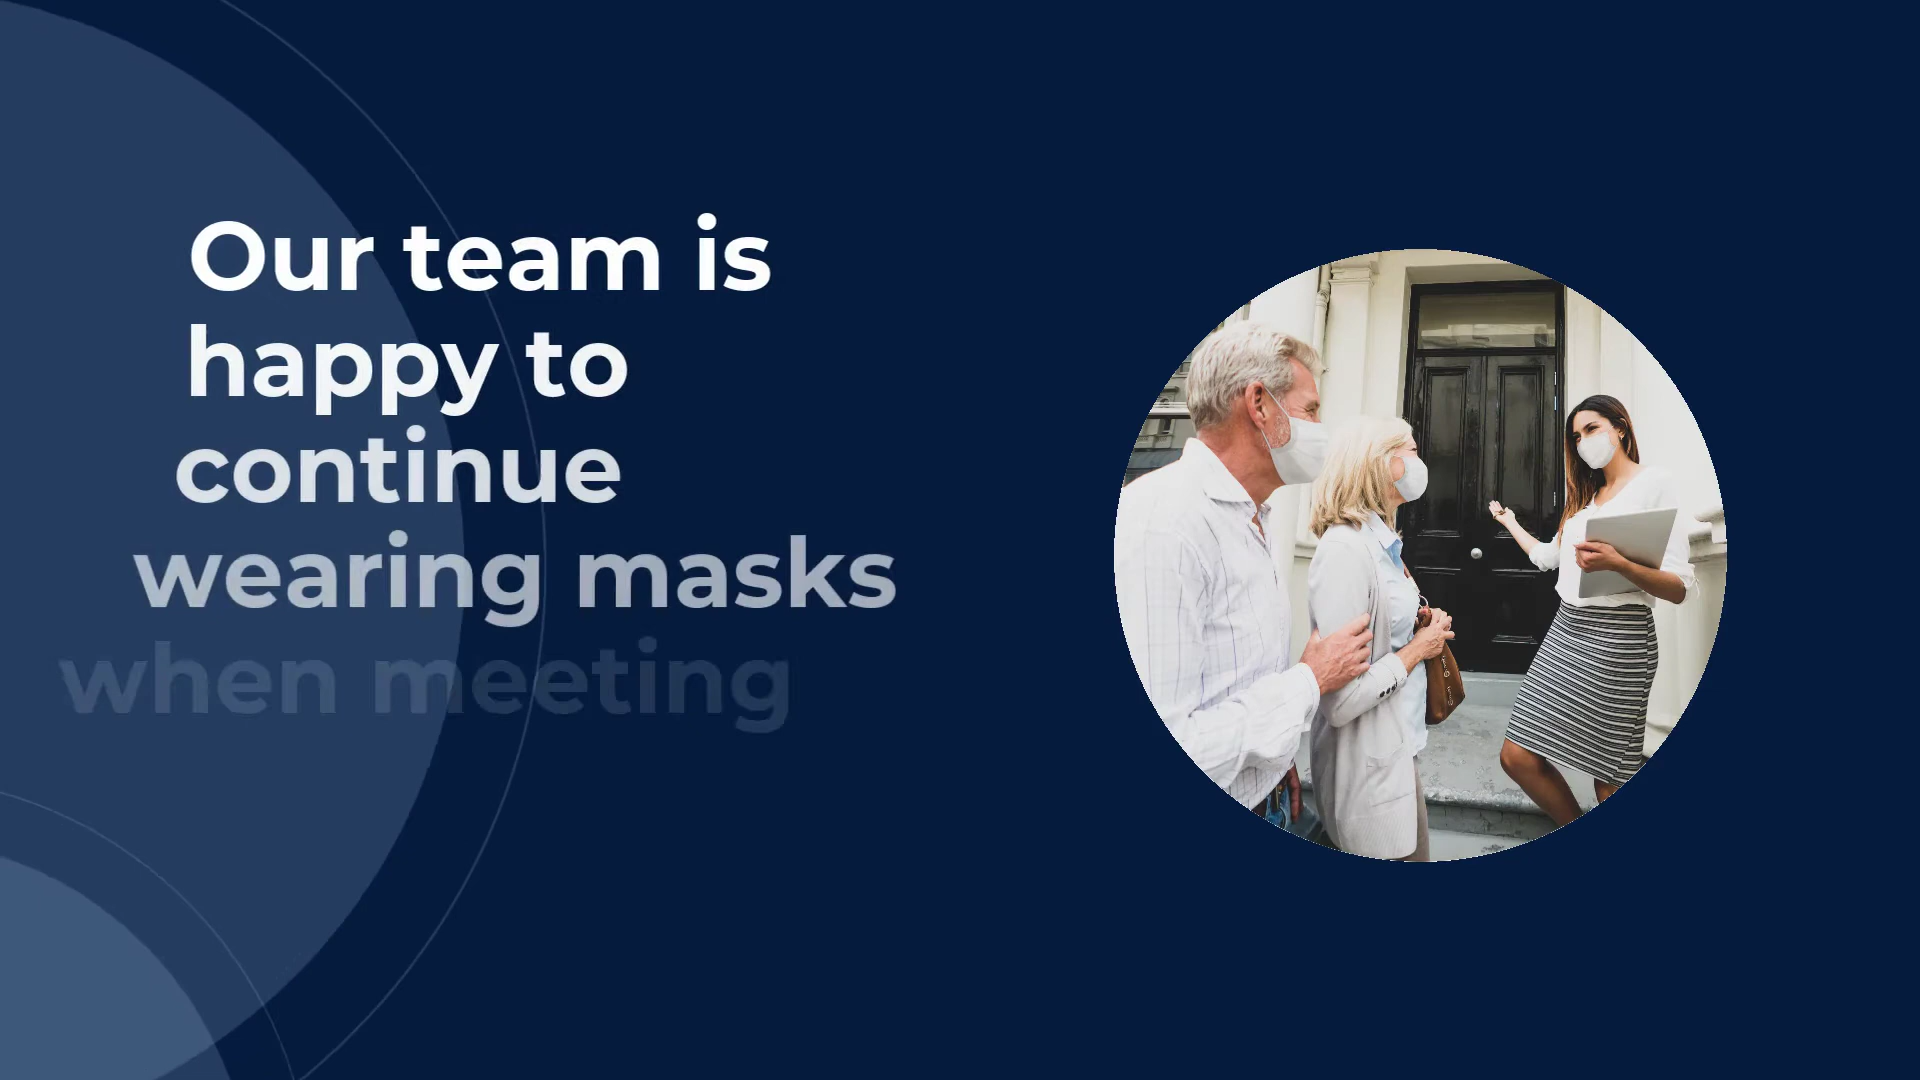 Our team is
happy to
continue
wearing masks
when meeting